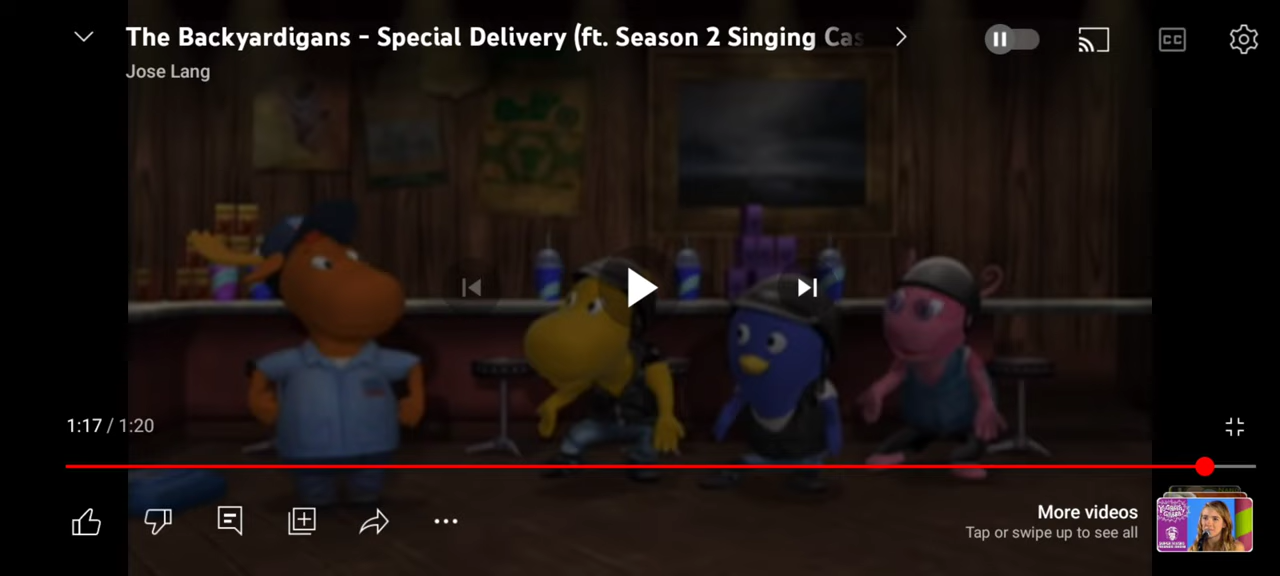 The Backyardigans - Special Delivery (ft. Season 2 Singing Cas
Jose Lang
CC
1:17 / 1:20
More videos
Tap or swipe up to see all